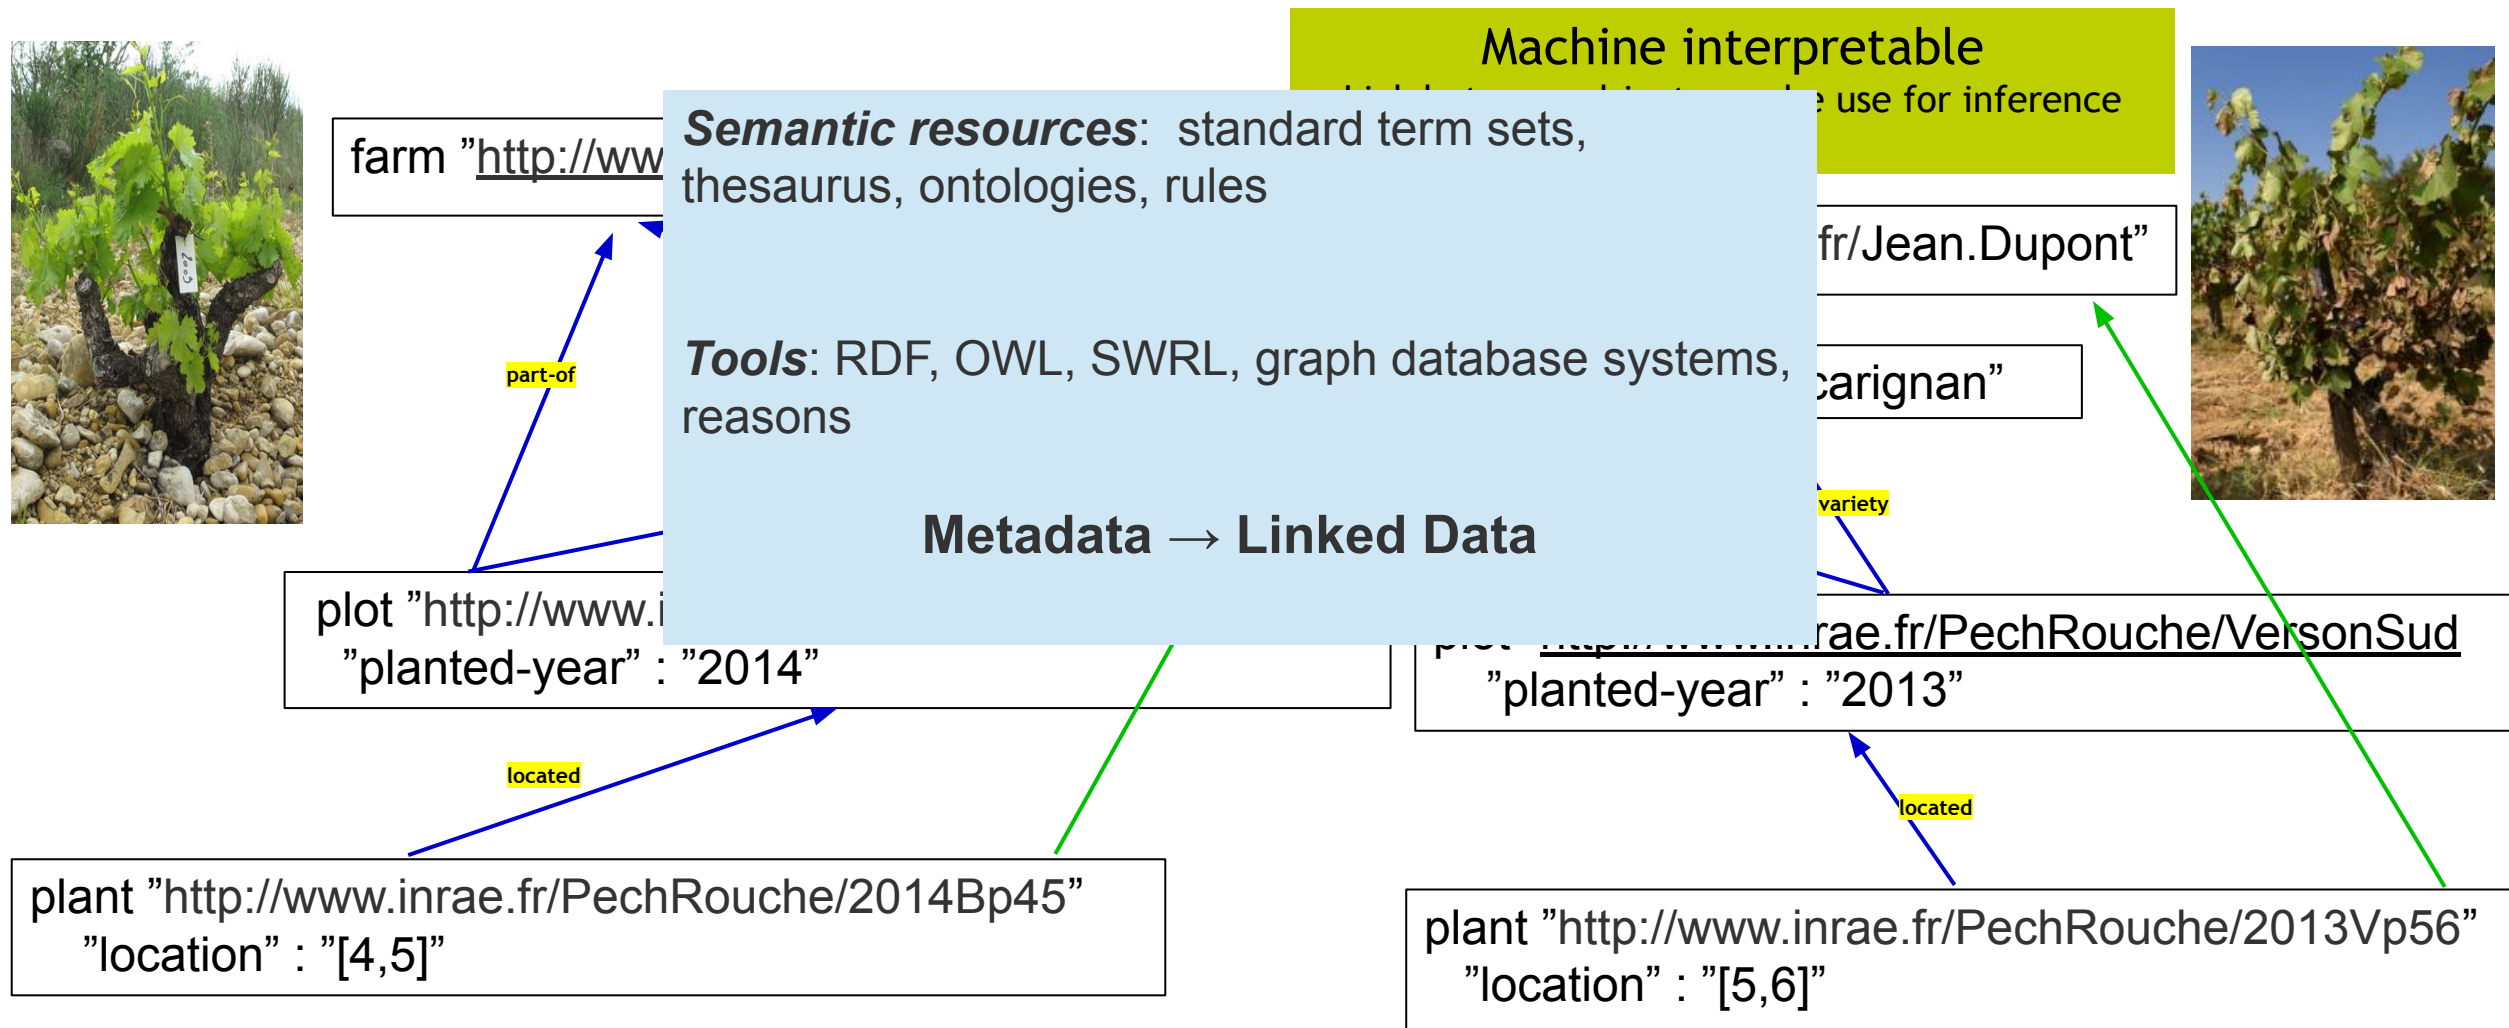 Machine interpretable
use for inference
farm ”http://ww
Semantic resources: standard term sets,
thesaurus, ontologies, rules
fr/Jean.Dupont”
Tools: RDF, OWL, SWRL, graph database systems,
reasons
carignan”
part-of
variety
Metadata → Linked Data
plot ”http://www.i
”planted-year” : ”2014”
http://www.inrae.fr/PechRouche/VersonSud
”planted-year” : ”2013”
located
located
plant ”http://www.inrae.fr/PechRouche/2014Bp45”
”location” : ”[4,5]”
plant ”http://www.inrae.fr/PechRouche/2013Vp56”
”location” : ”[5,6]”